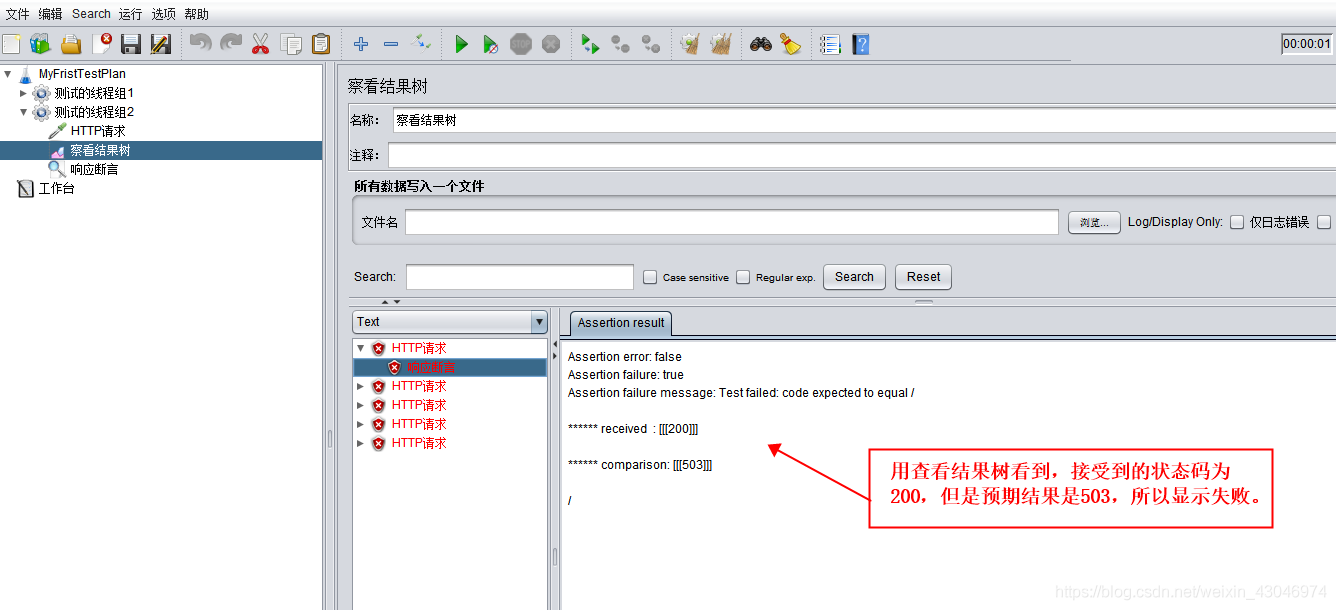 文件 编辑 Search 运行 选项 帮助
00:00:01
MyFristTestPlan
测试的线程组1
测试的线程组2
HTTP请求
察看结果树
响应断言
工作台
察看结果树
名称： 察看结果树
注释：
所有数据写入一个文件
文件名 浏览... Log/Display Only: 仅日志错误
Search: Case sensitive Regular exp. Search Reset
Text
HTTP请求
响应断言
HTTP请求
HTTP请求
HTTP请求
HTTP请求
Assertion result
Assertion error: false
Assertion failure: true
Assertion failure message: Test failed: code expected to equal /
****** received : [[[200]]]
****** comparison: [[[503]]]
/
用查看结果树看到，接受到的状态码为
200，但是预期结果是503，所以显示失败。
https://blog.csdn.net/weixin_43046974